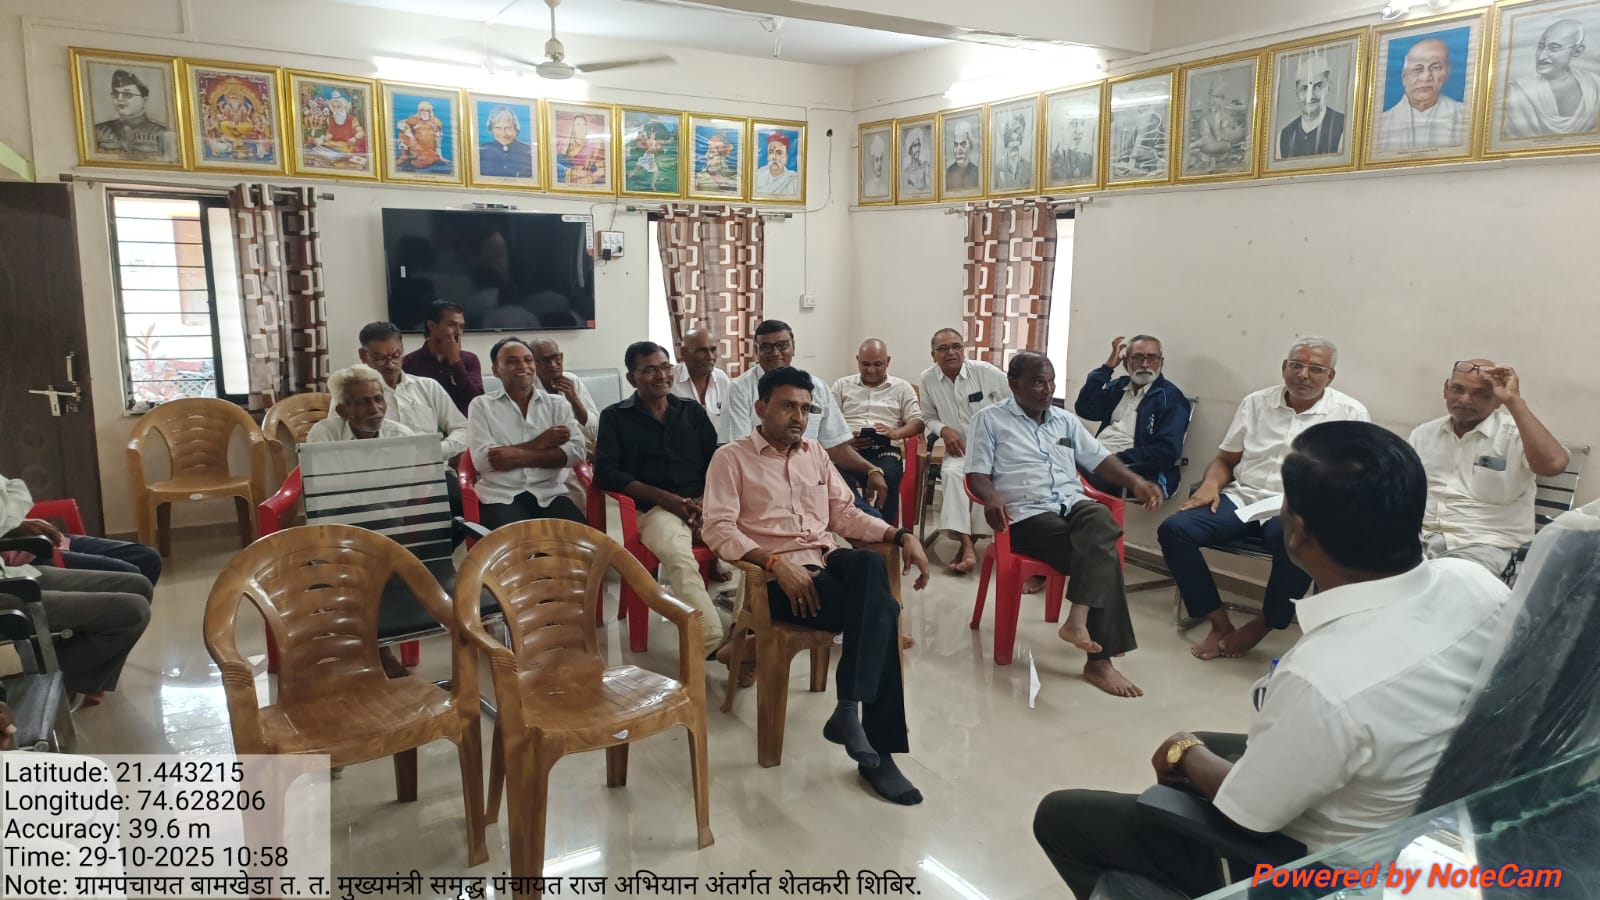 Latitude: 21.443215
Longitude: 74.628206
Accuracy: 39.6 m
Time: 29-10-2025 10:58
Note: ग्रामपंचायत बामखेडा त. त. मुख्यमंत्री समृद्ध पंचायत राज अभियान अंतर्गत शेतकरी शिबिर.
Powered by NoteCam